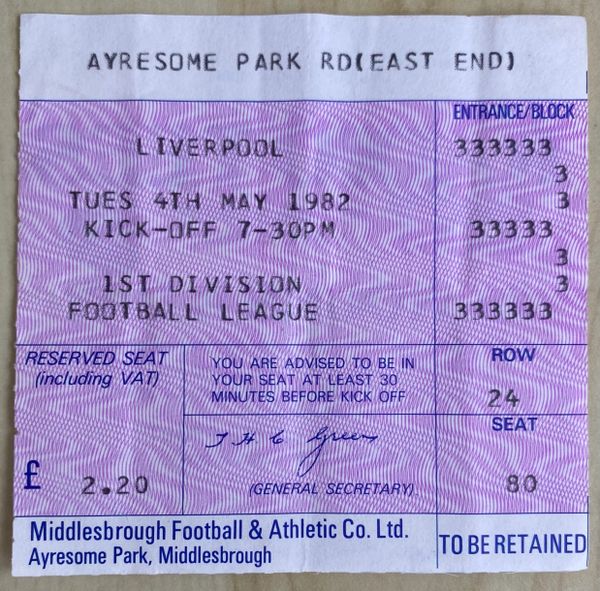 AYRESOME PARK RD(EAST END)
ENTRANCE/BLOCK
LIVERPOOL 333333
3
TUES 4TH MAY 1982 3
KICK-OFF 7-30PM 33333
3
1ST DIVISION 3
FOOTBALL LEAGUE 333333
RESERVED SEAT
(including VAT)
YOU ARE ADVISED TO BE IN
YOUR SEAT AT LEAST 30
MINUTES BEFORE KICK OFF
ROW
24
SEAT
80
£ 2.20
J H C Green
(GENERAL SECRETARY)
Middlesbrough Football & Athletic Co. Ltd.
Ayresome Park, Middlesbrough
TO BE RETAINED